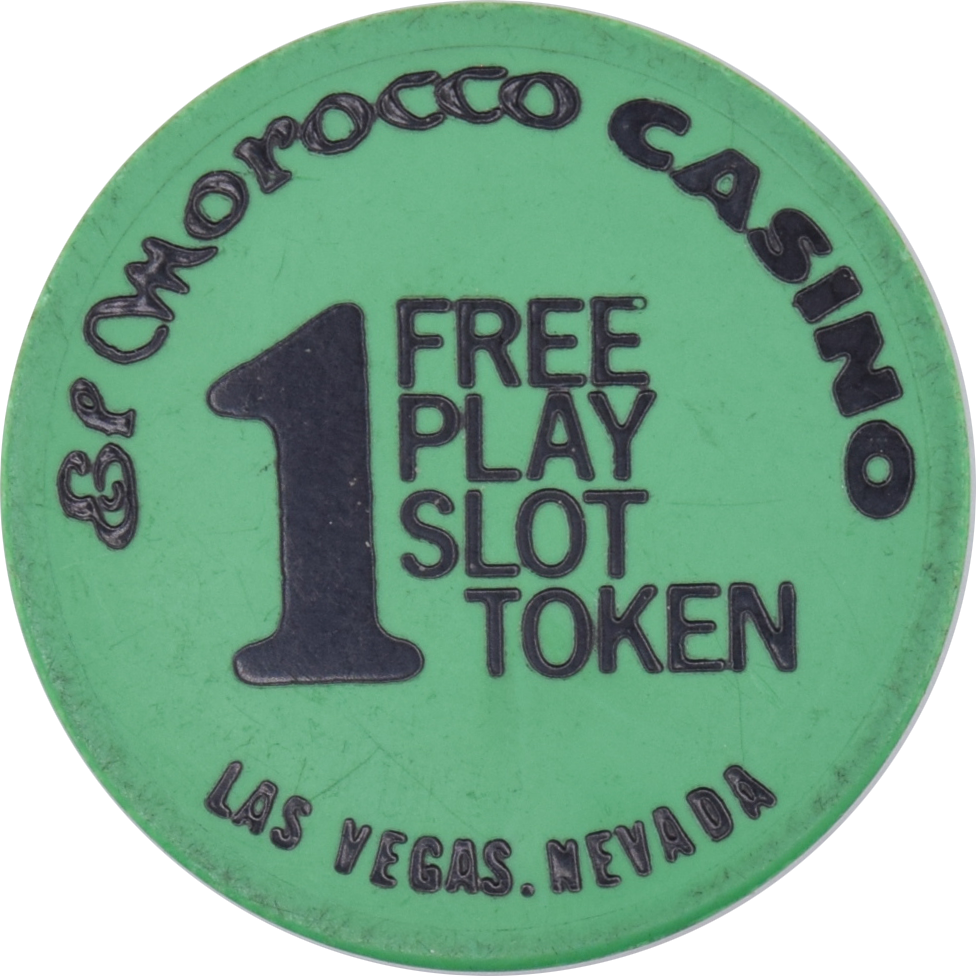 El Morocco CASINO
1
FREE
PLAY
SLOT
TOKEN
LAS VEGAS. NEVADA